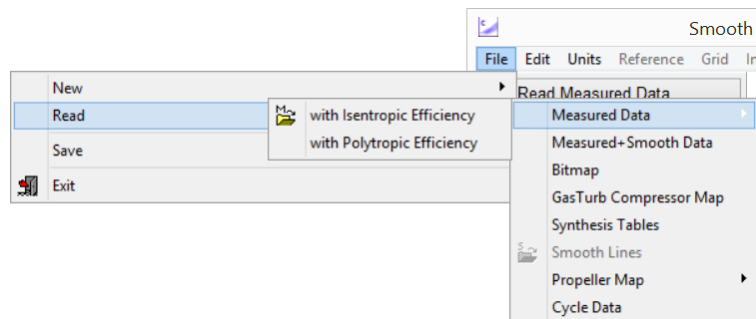 Smooth
File Edit Units Reference Grid
New
Read
Save
Exit
with Isentropic Efficiency
with Polytropic Efficiency
Read Measured Data
Measured Data
Measured+Smooth Data
Bitmap
GasTurb Compressor Map
Synthesis Tables
Smooth Lines
Propeller Map
Cycle Data